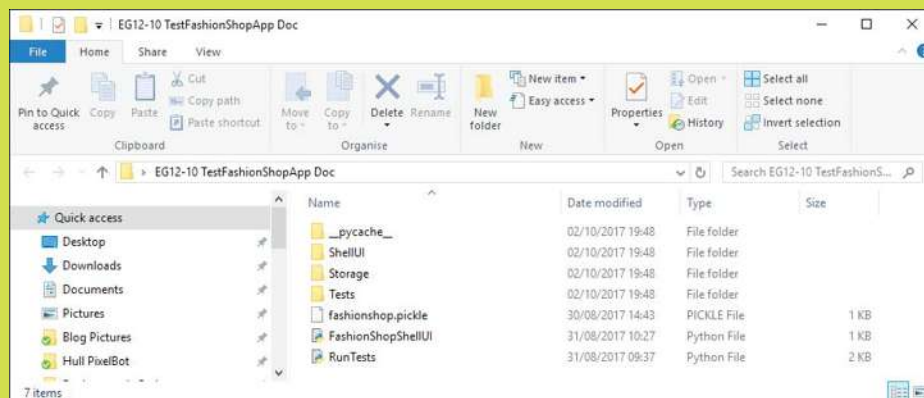 EG12-10 TestFashionShopApp Doc
File Home Share View
Pin to Quick access
Copy
Paste
Cut
Copy path
Paste shortcut
Clipboard
Move to
Copy to
Delete
Rename
Organise
New folder
New item
Easy access
New
Properties
Open
Edit
History
Open
Select all
Select none
Invert selection
Select
EG12-10 TestFashionShopApp Doc
Search EG12-10 TestFashionS...
Quick access
Desktop
Downloads
Documents
Pictures
Blog Pictures
Hull PixelBot
Name Date modified Type Size
__pycache__ 02/10/2017 19:48 File folder
ShellUI 02/10/2017 19:48 File folder
Storage 02/10/2017 19:48 File folder
Tests 02/10/2017 19:48 File folder
fashionshop.pickle 30/08/2017 14:43 PICKLE File 1 KB
FashionShopShellUI 31/08/2017 10:27 Python File 1 KB
RunTests 31/08/2017 09:37 Python File 2 KB
7 items